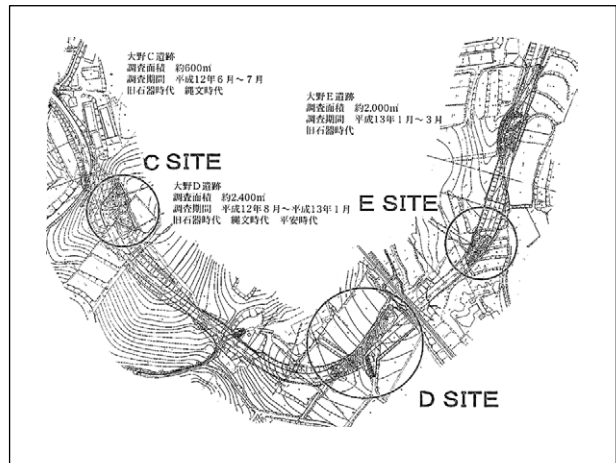 大野C遺跡
調査面積　約600㎡
調査期間　平成12年6月～7月
旧石器時代　縄文時代
大野E遺跡
調査面積　約2,000㎡
調査期間　平成13年1月～3月
旧石器時代
C SITE
大野D遺跡
調査面積　約2,400㎡
調査期間　平成12年8月～平成13年1月
旧石器時代　縄文時代　平安時代
E SITE
D SITE